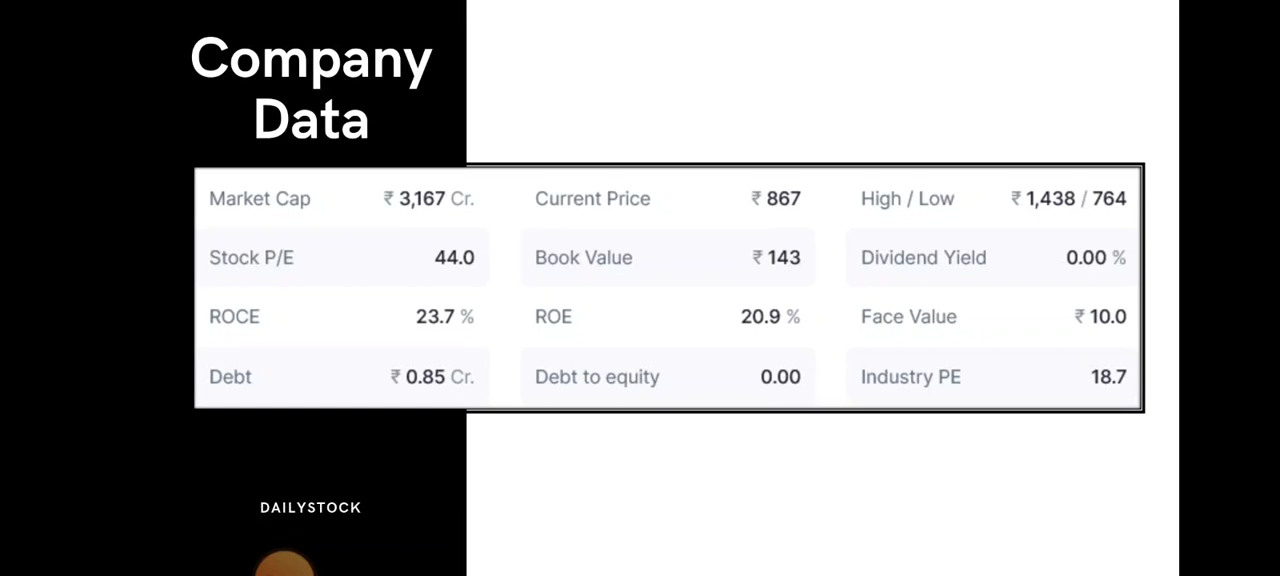 Company
Data
Market Cap ₹ 3,167 Cr. Current Price ₹ 867 High / Low ₹ 1,438 / 764
Stock P/E 44.0 Book Value ₹ 143 Dividend Yield 0.00 %
ROCE 23.7 % ROE 20.9 % Face Value ₹ 10.0
Debt ₹ 0.85 Cr. Debt to equity 0.00 Industry PE 18.7
DAILYSTOCK